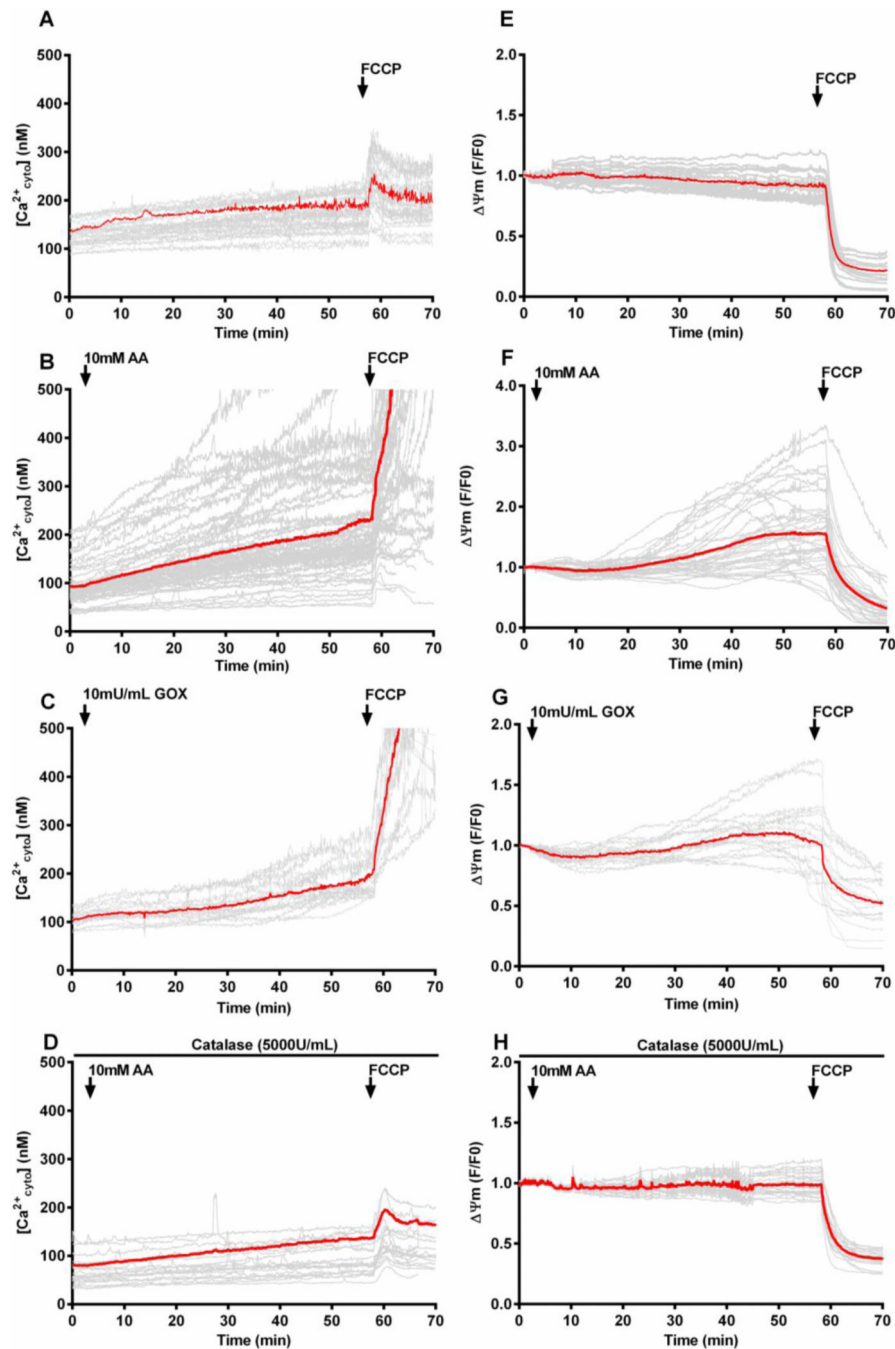 A
FCCP
500
400
300
200
100
0
[Ca2+cyto] (nM)
0 10 20 30 40 50 60 70
Time (min)
E
FCCP
2.0
1.5
1.0
0.5
0.0
ΔΨm (F/F0)
0 10 20 30 40 50 60 70
Time (min)
B
10mM AA
FCCP
500
400
300
200
100
0
[Ca2+cyto] (nM)
0 10 20 30 40 50 60 70
Time (min)
F
10mM AA
FCCP
4.0
3.0
2.0
1.0
0.0
ΔΨm (F/F0)
0 10 20 30 40 50 60 70
Time (min)
C
10mU/mL GOX
FCCP
500
400
300
200
100
0
[Ca2+cyto] (nM)
0 10 20 30 40 50 60 70
Time (min)
G
10mU/mL GOX
FCCP
2.0
1.5
1.0
0.5
0.0
ΔΨm (F/F0)
0 10 20 30 40 50 60 70
Time (min)
D
Catalase (5000U/mL)
10mM AA
FCCP
500
400
300
200
100
0
[Ca2+cyto] (nM)
0 10 20 30 40 50 60 70
Time (min)
H
Catalase (5000U/mL)
10mM AA
FCCP
2.0
1.5
1.0
0.5
0.0
ΔΨm (F/F0)
0 10 20 30 40 50 60 70
Time (min)